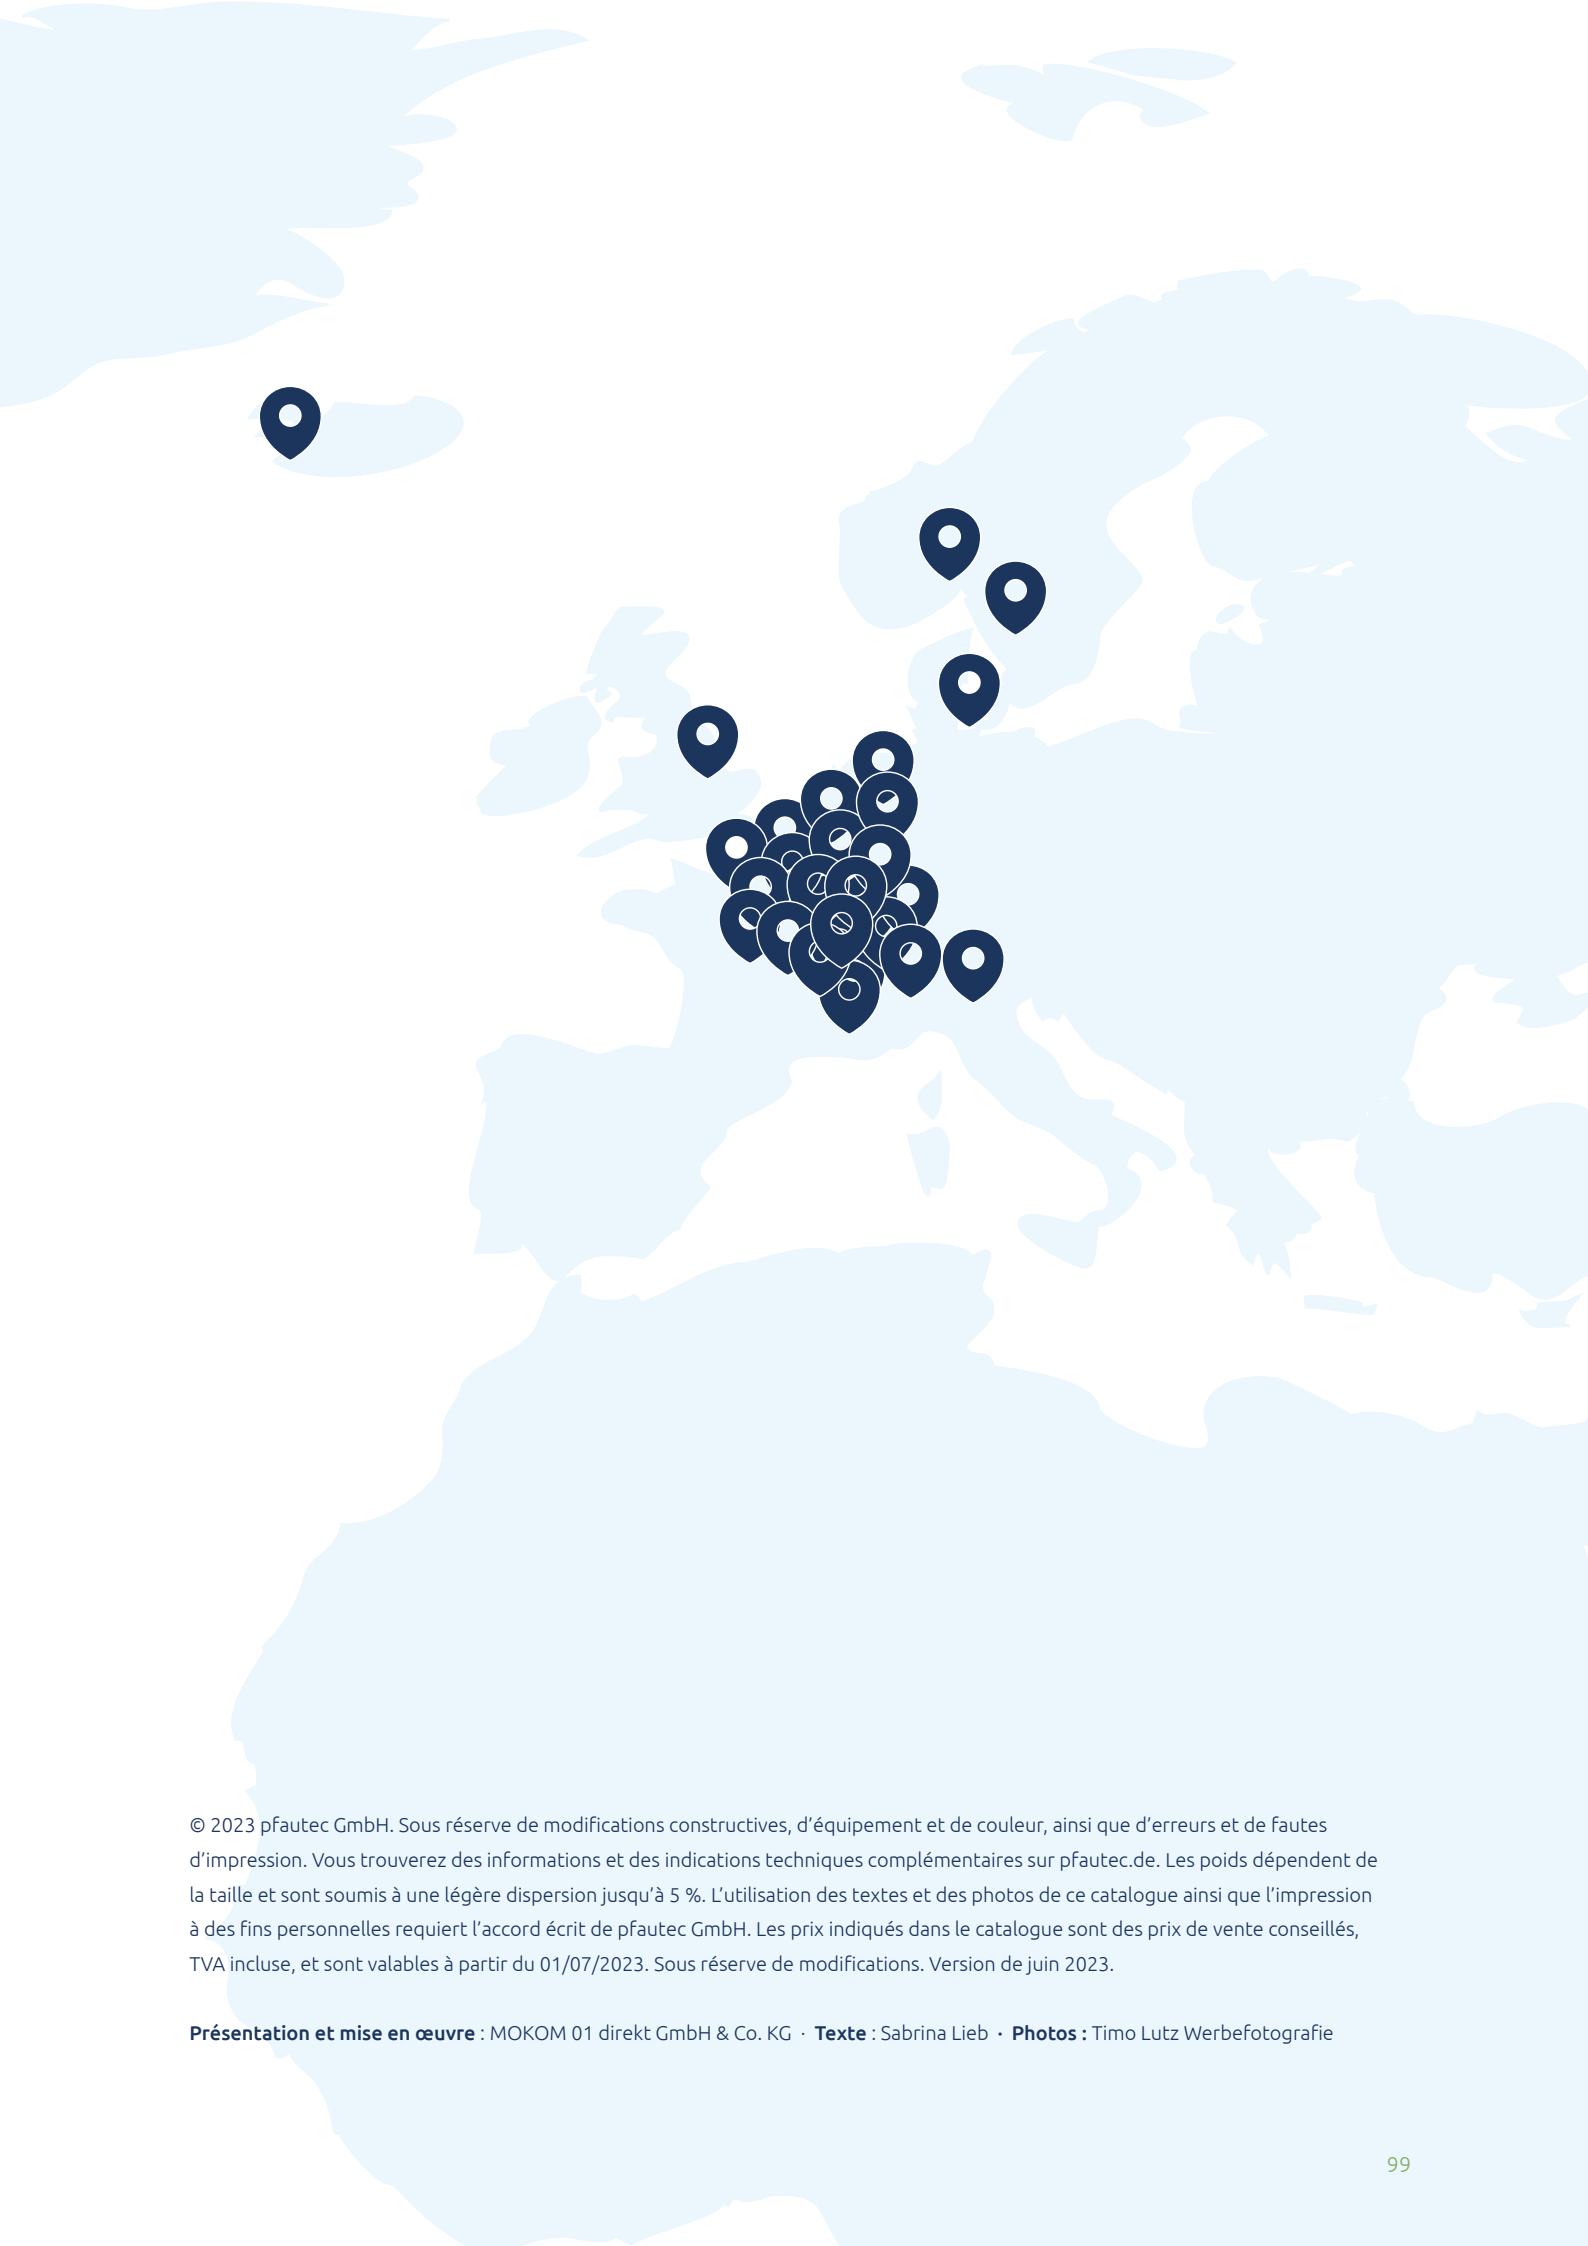 © 2023 pfautec GmbH. Sous réserve de modifications constructives, d’équipement et de couleur, ainsi que d’erreurs et de fautes
d’impression. Vous trouverez des informations et des indications techniques complémentaires sur pfautec.de. Les poids dépendent de
la taille et sont soumis à une légère dispersion jusqu’à 5 %. L’utilisation des textes et des photos de ce catalogue ainsi que l’impression
à des fins personnelles requiert l’accord écrit de pfautec GmbH. Les prix indiqués dans le catalogue sont des prix de vente conseillés,
TVA incluse, et sont valables à partir du 01/07/2023. Sous réserve de modifications. Version de juin 2023.
Présentation et mise en œuvre : MOKOM 01 direkt GmbH & Co. KG · Texte : Sabrina Lieb · Photos : Timo Lutz Werbefotografie
99